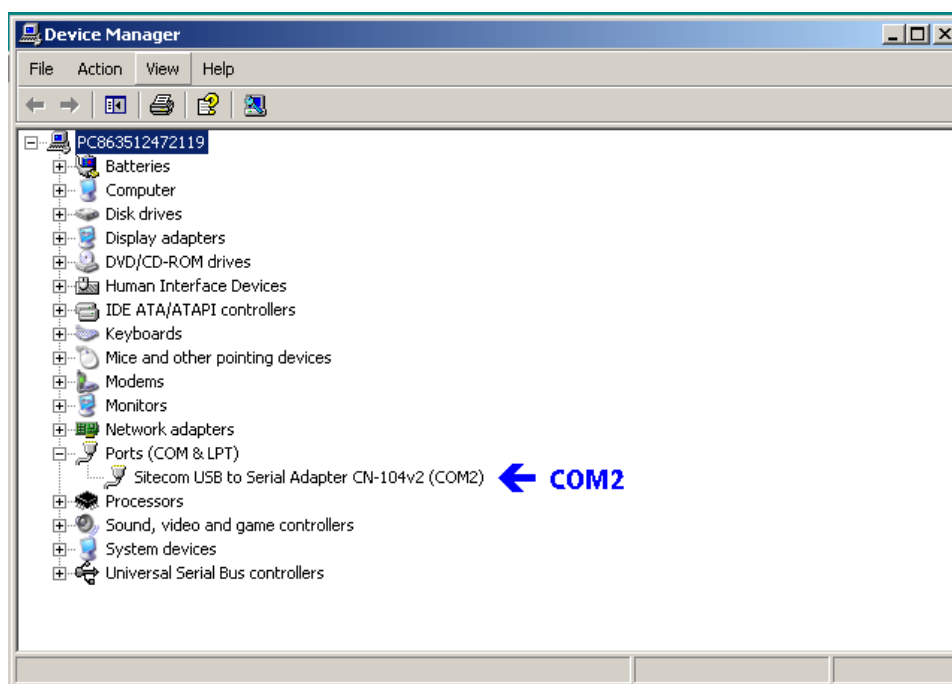 Device Manager
File Action View Help
PC863512472119
Batteries
Computer
Disk drives
Display adapters
DVD/CD-ROM drives
Human Interface Devices
IDE ATA/ATAPI controllers
Keyboards
Mice and other pointing devices
Modems
Monitors
Network adapters
Ports (COM & LPT)
Sitecom USB to Serial Adapter CN-104v2 (COM2) COM2
Processors
Sound, video and game controllers
System devices
Universal Serial Bus controllers